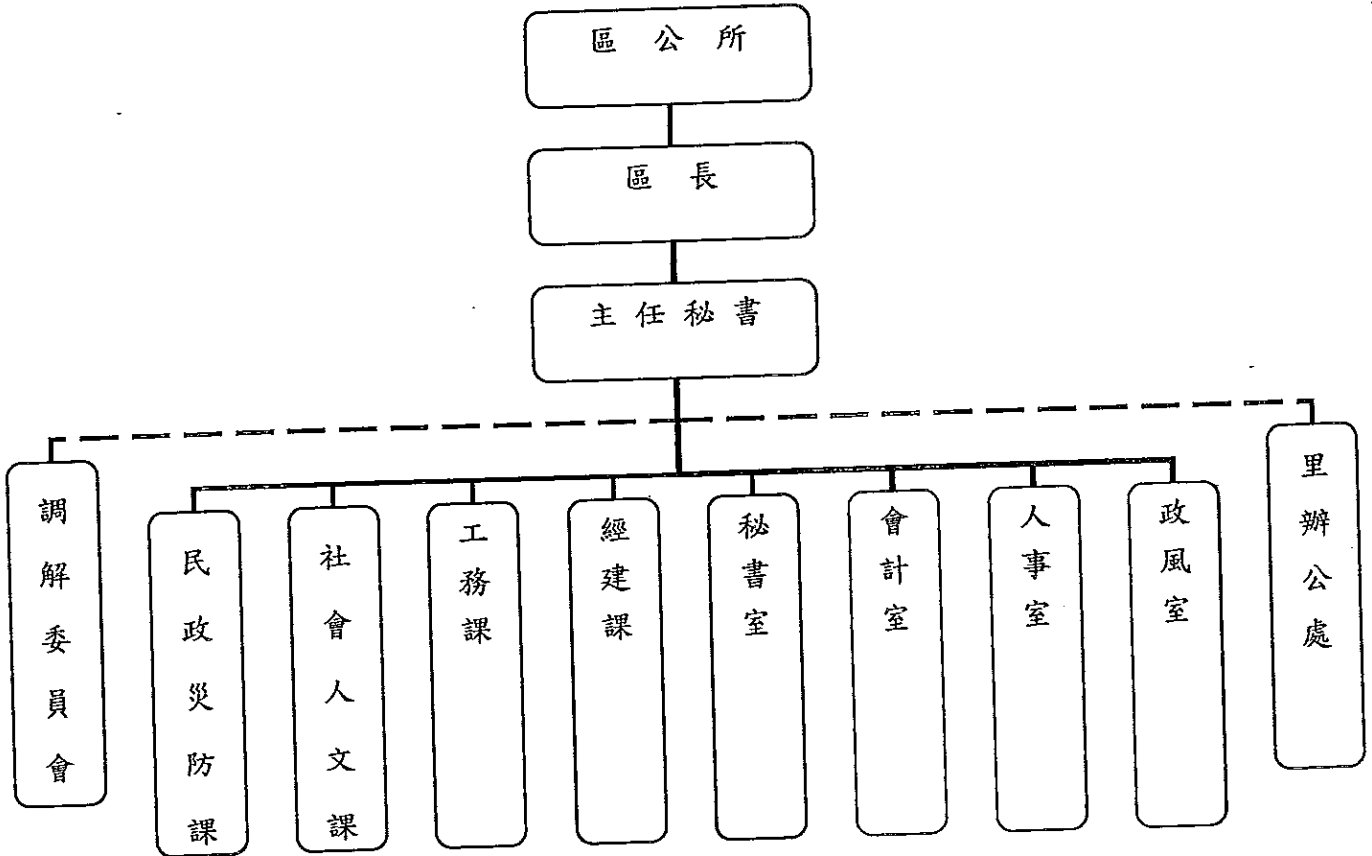 區公所
區長
主任秘書
調解委員會
民政災防課
社會人文課
工務課
經建課
秘書室
會計室
人事室
政風室
里辦公處